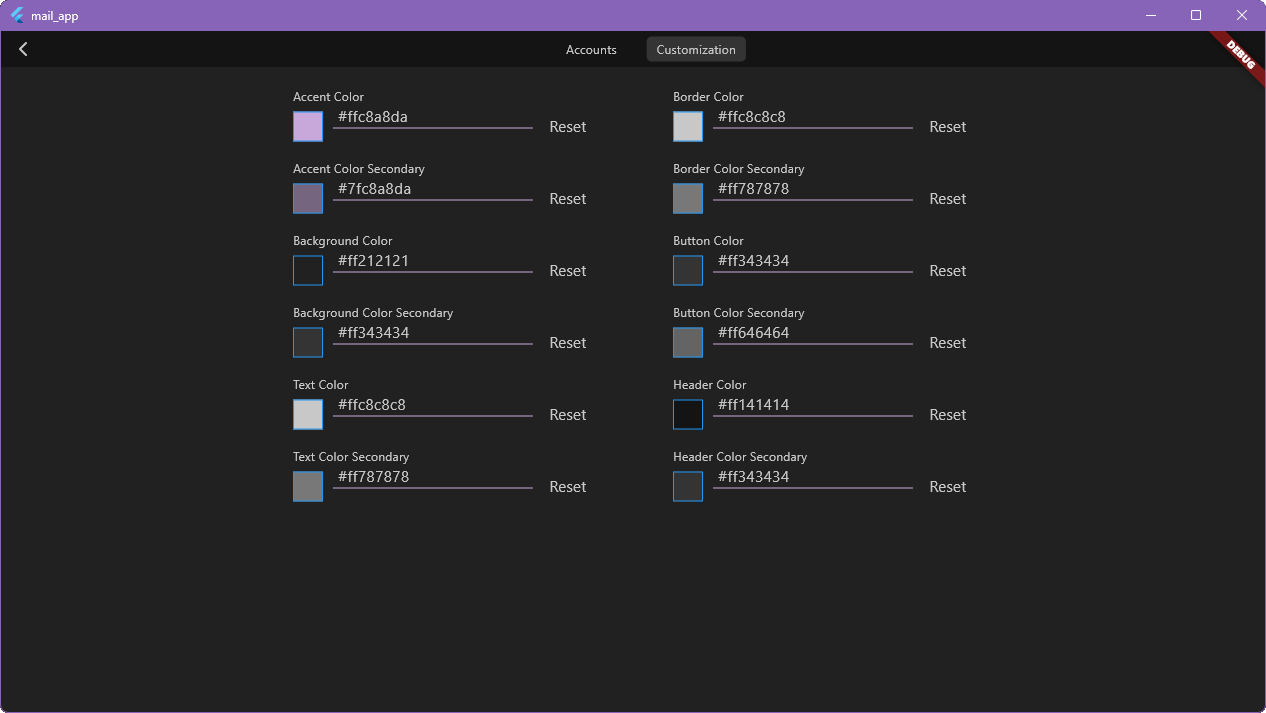 mail_app
Accounts Customization
DEBUG
Accent Color
#ffc8a8da Reset
Accent Color Secondary
#7fc8a8da Reset
Background Color
#ff212121 Reset
Background Color Secondary
#ff343434 Reset
Text Color
#ffc8c8c8 Reset
Text Color Secondary
#ff787878 Reset
Border Color
#ffc8c8c8 Reset
Border Color Secondary
#ff787878 Reset
Button Color
#ff343434 Reset
Button Color Secondary
#ff646464 Reset
Header Color
#ff141414 Reset
Header Color Secondary
#ff343434 Reset